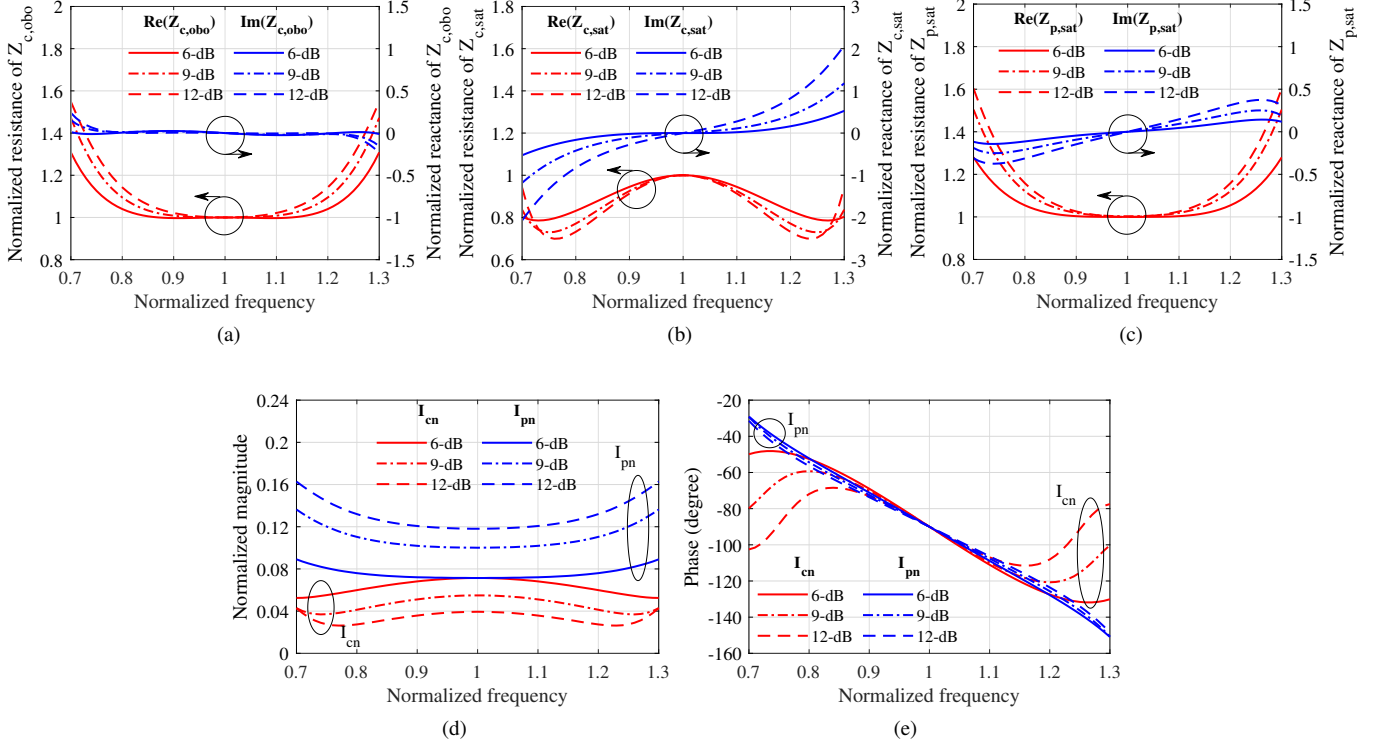 Normalized resistance of Z_c,obo
2
1.8
1.6
1.4
1.2
1
0.8
Re(Z_c,obo) Im(Z_c,obo)
6-dB 6-dB
9-dB 9-dB
12-dB 12-dB
1.5
1
0.5
0
-0.5
-1
-1.5
Normalized reactance of Z_c,obo
0.7 0.8 0.9 1 1.1 1.2 1.3
Normalized frequency
(a)
Normalized resistance of Z_c,sat
1.8
1.6
1.4
1.2
1
0.8
0.6
Re(Z_c,sat) Im(Z_c,sat)
6-dB 6-dB
9-dB 9-dB
12-dB 12-dB
3
2
1
0
-1
-2
-3
Normalized reactance of Z_c,sat
0.7 0.8 0.9 1 1.1 1.2 1.3
Normalized frequency
(b)
Normalized resistance of Z_p,sat
2
1.8
1.6
1.4
1.2
1
0.8
Re(Z_p,sat) Im(Z_p,sat)
6-dB 6-dB
9-dB 9-dB
12-dB 12-dB
1.5
1
0.5
0
-0.5
-1
-1.5
Normalized reactance of Z_p,sat
0.7 0.8 0.9 1 1.1 1.2 1.3
Normalized frequency
(c)
Normalized magnitude
0.24
0.2
0.16
0.12
0.08
0.04
0
I_cn I_pn
6-dB 6-dB
9-dB 9-dB
12-dB 12-dB
I_pn
I_cn
0.7 0.8 0.9 1 1.1 1.2 1.3
Normalized frequency
(d)
Phase (degree)
-20
-40
-60
-80
-100
-120
-140
-160
I_pn
I_cn
I_cn I_pn
6-dB 6-dB
9-dB 9-dB
12-dB 12-dB
0.7 0.8 0.9 1 1.1 1.2 1.3
Normalized frequency
(e)